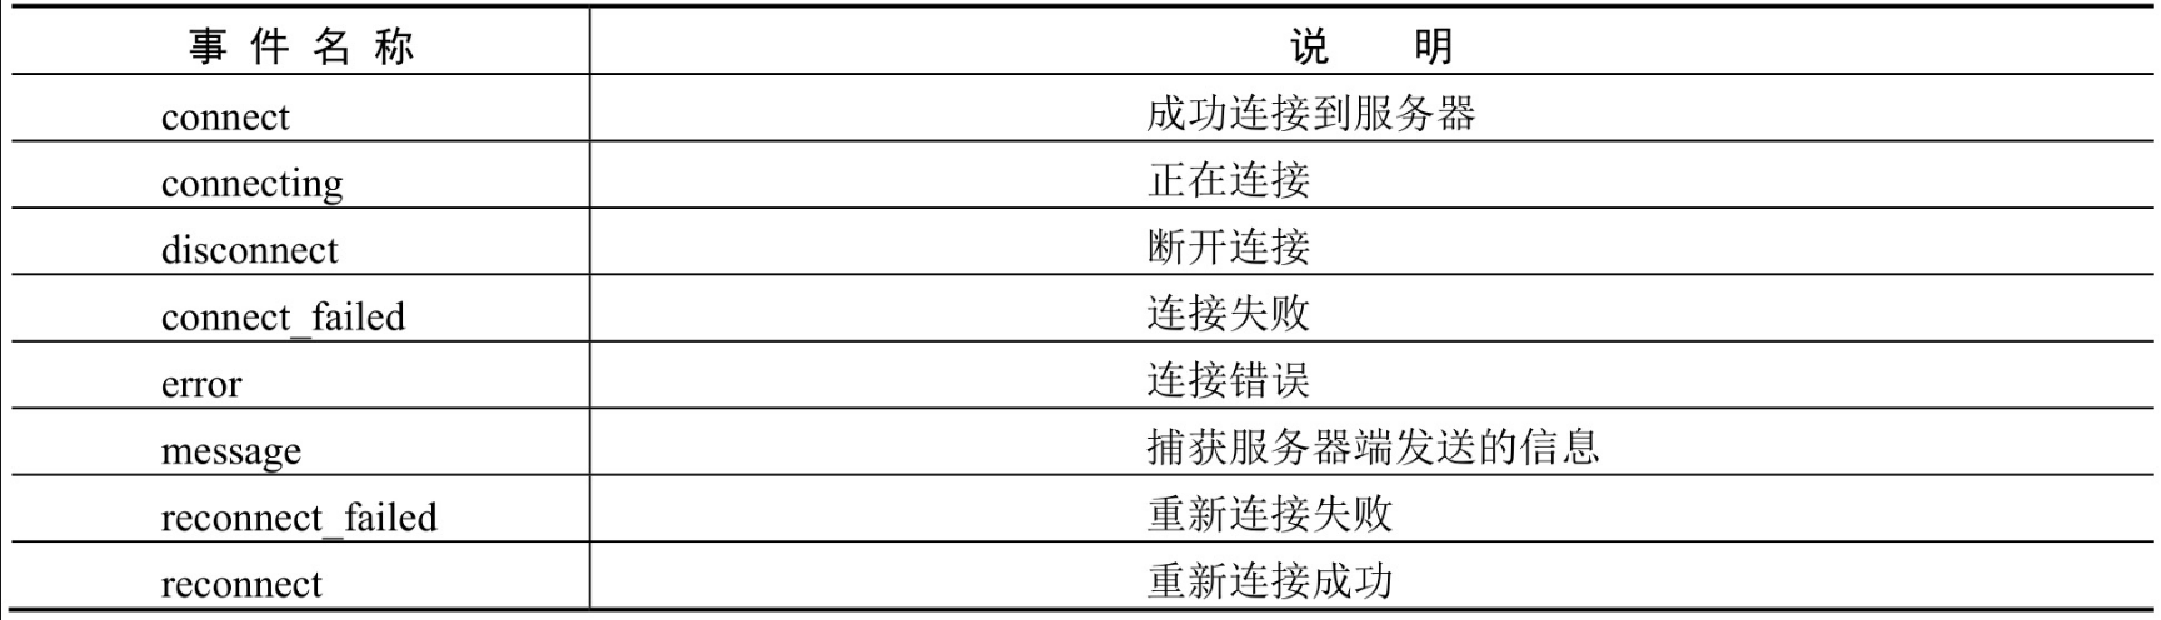 事件名称 说明
connect 成功连接到服务器
connecting 正在连接
disconnect 断开连接
connect_failed 连接失败
error 连接错误
message 捕获服务器端发送的信息
reconnect_failed 重新连接失败
reconnect 重新连接成功